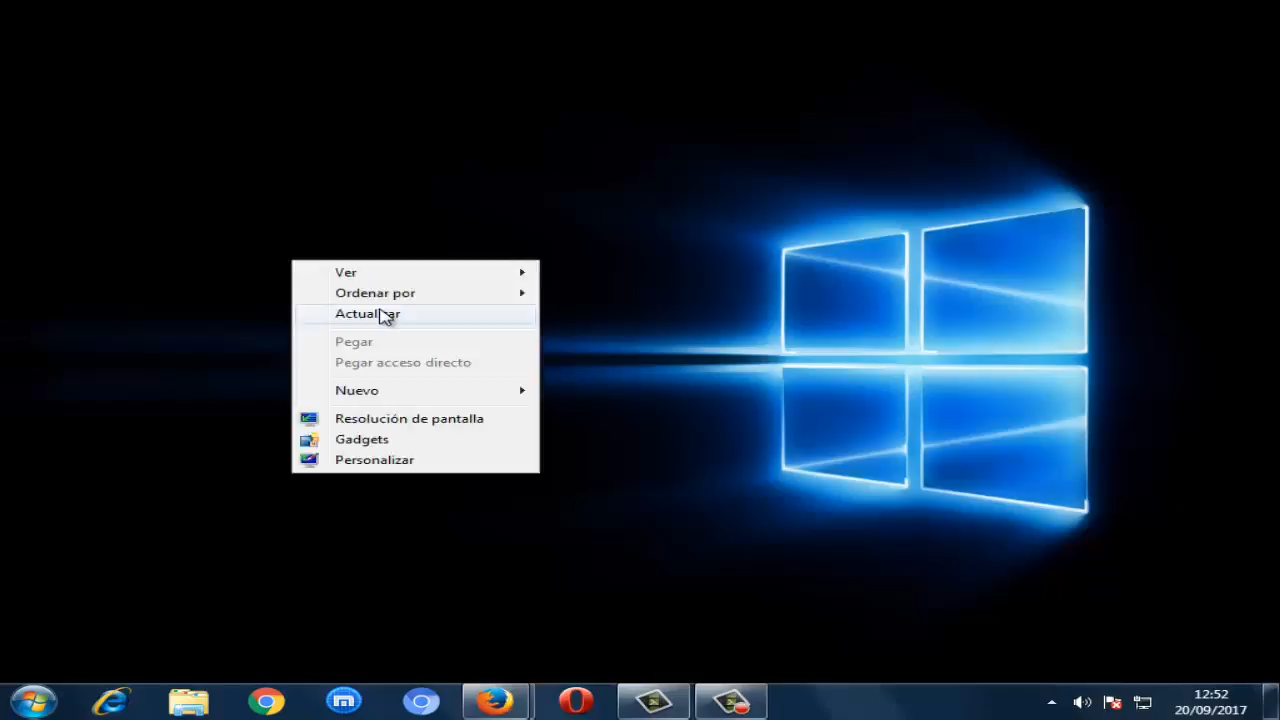 Ver
Ordenar por
Actualizar
Pegar
Pegar acceso directo
Nuevo
Resolución de pantalla
Gadgets
Personalizar
12:52
20/09/2017